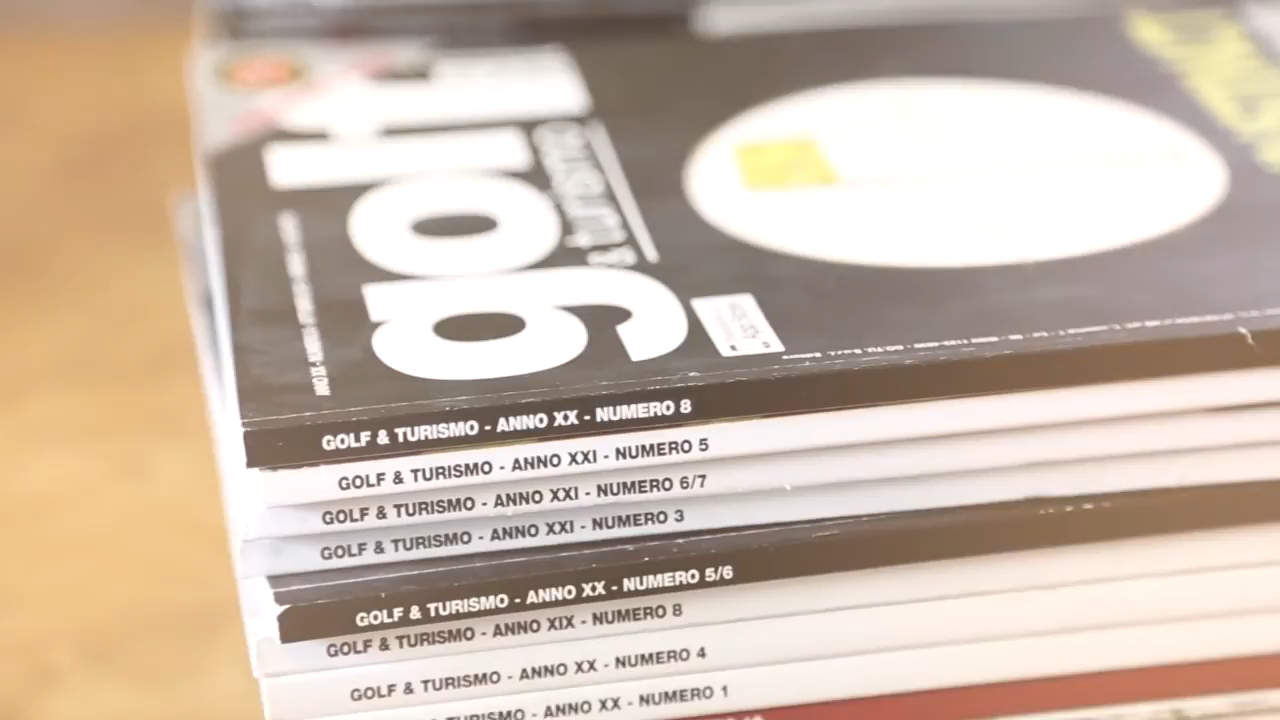 golf
& turismo
GOLF & TURISMO - ANNO XX - NUMERO 8
GOLF & TURISMO - ANNO XXI - NUMERO 5
GOLF & TURISMO - ANNO XXI - NUMERO 6/7
GOLF & TURISMO - ANNO XXI - NUMERO 3
GOLF & TURISMO - ANNO XX - NUMERO 5/6
GOLF & TURISMO - ANNO XIX - NUMERO 8
GOLF & TURISMO - ANNO XX - NUMERO 4
TURISMO - ANNO XX - NUMERO 1